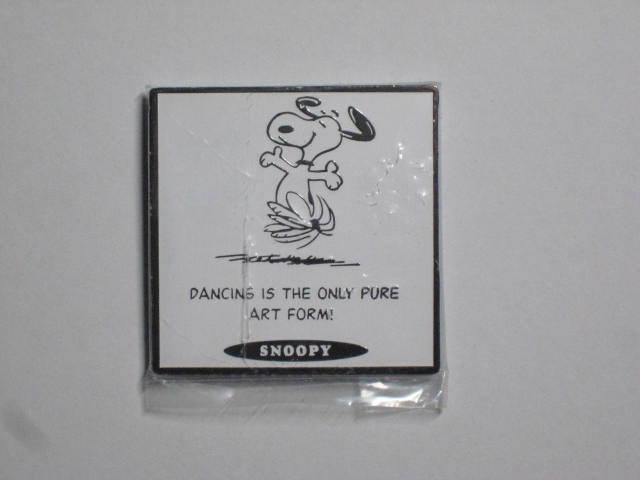 DANCING IS THE ONLY PURE
ART FORM!
SNOOPY